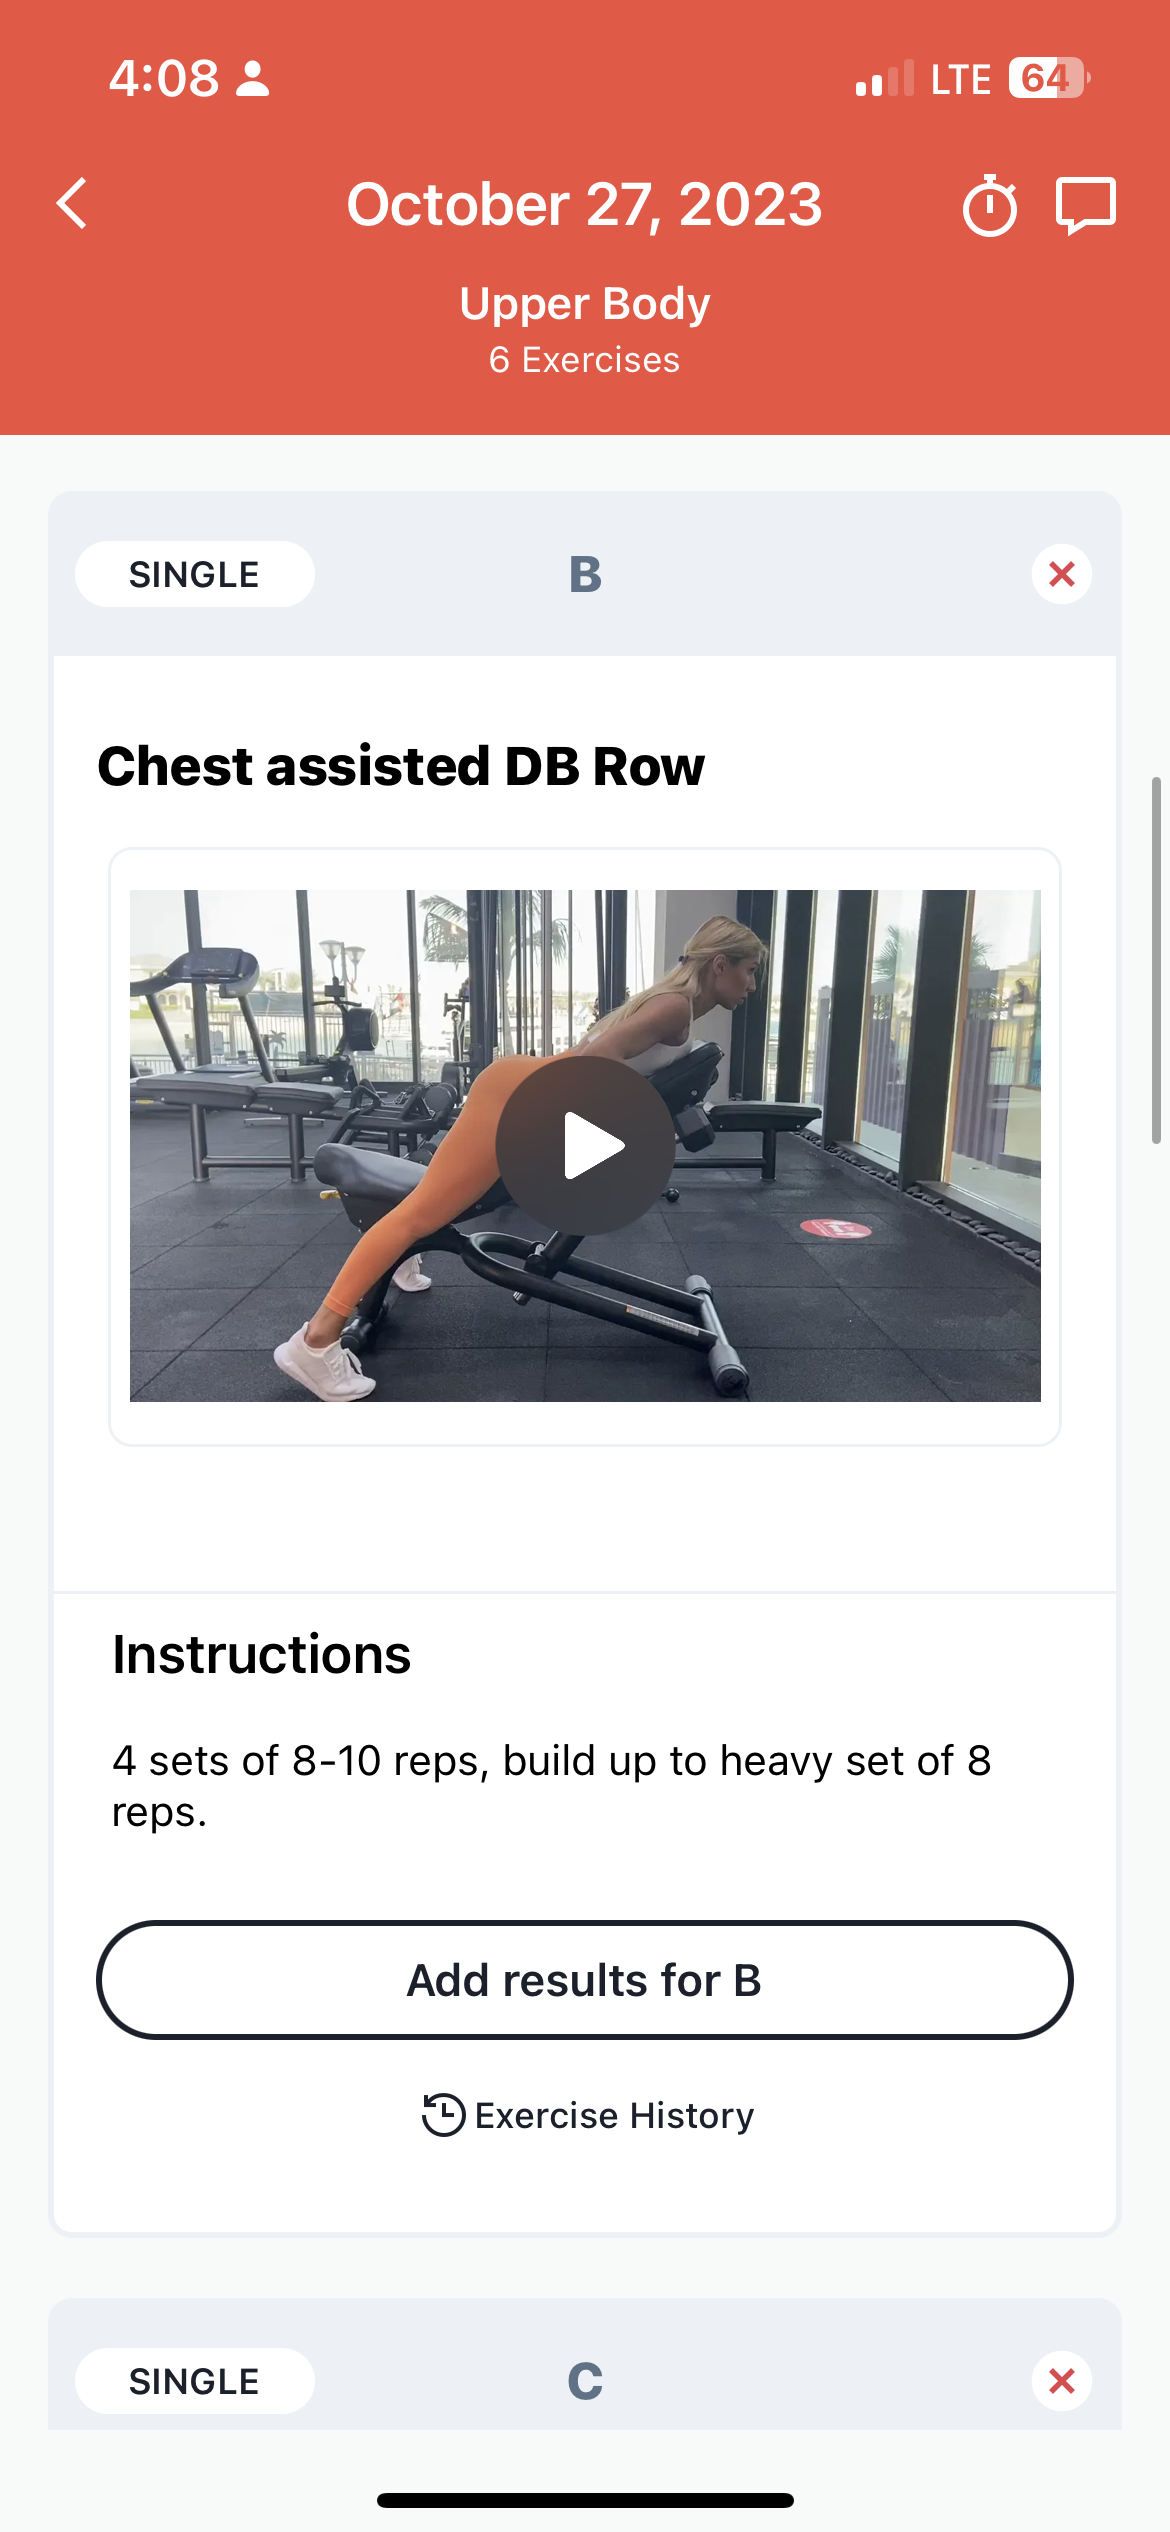 4:08 LTE 64
October 27, 2023
Upper Body
6 Exercises
SINGLE B
Chest assisted DB Row
Instructions
4 sets of 8-10 reps, build up to heavy set of 8
reps.
Add results for B
Exercise History
SINGLE C